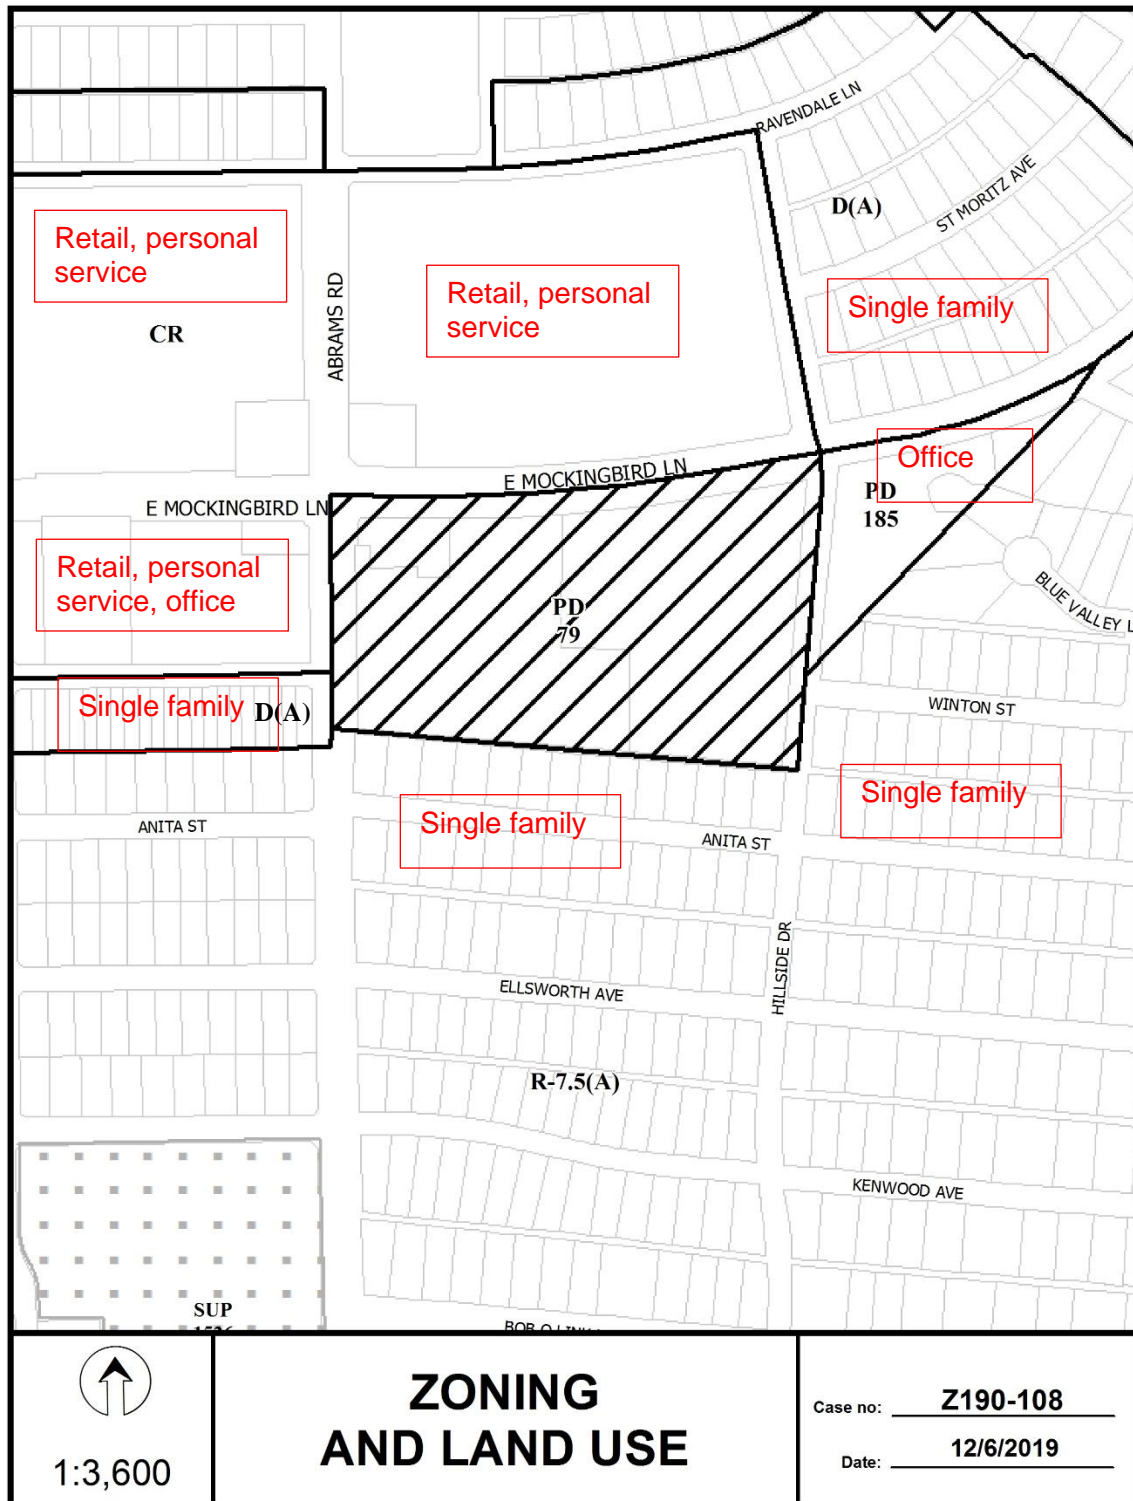 RAVENDALE LN
D(A)
ST MORITZ AVE
Retail, personal
service
Retail, personal
service
Single family
CR
ABRAMS RD
E MOCKINGBIRD LN
E MOCKINGBIRD LN
Office
PD
185
Retail, personal
service, office
PD
79
BLUE VALLEY L
Single family
D(A)
WINTON ST
Single family
Single family
ANITA ST
ANITA ST
HILLSIDE DR
ELLSWORTH AVE
R-7.5(A)
KENWOOD AVE
SUP
BOB O LINK
1:3,600
ZONING
AND LAND USE
Case no: Z190-108
Date: 12/6/2019